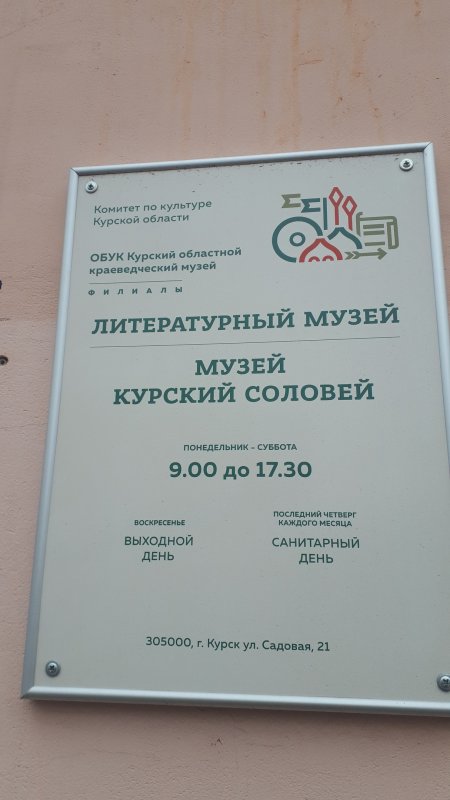 Комитет по культуре
Курской области
ОБУК Курский областной
краеведческий музей
ФИЛИАЛЫ
ЛИТЕРАТУРНЫЙ МУЗЕЙ
МУЗЕЙ
КУРСКИЙ СОЛОВЕЙ
ПОНЕДЕЛЬНИК – СУББОТА
9.00 до 17.30
ВОСКРЕСЕНЬЕ
ВЫХОДНОЙ
ДЕНЬ
ПОСЛЕДНИЙ ЧЕТВЕРГ
КАЖДОГО МЕСЯЦА
САНИТАРНЫЙ
ДЕНЬ
305000, г. Курск ул. Садовая, 21